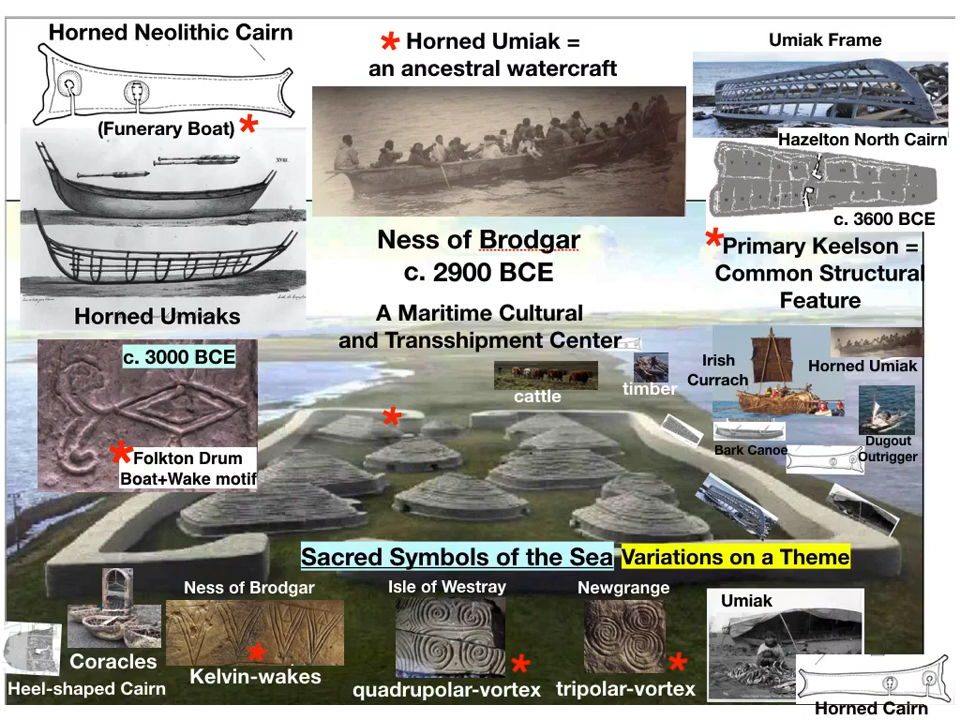 Horned Neolithic Cairn
* Horned Umiak =
an ancestral watercraft
Umiak Frame
(Funerary Boat) *
XVIII.
Hazelton North Cairn
c. 3600 BCE
Ness of Brodgar
c. 2900 BCE
* Primary Keelson =
Common Structural
Feature
Horned Umiaks
A Maritime Cultural
and Transshipment Center
c. 3000 BCE
Irish
Currach
Horned Umiak
cattle
timber
Bark Canoe
Dugout
Outrigger
* Folkton Drum
Boat+Wake motif
Sacred Symbols of the Sea
Variations on a Theme
Ness of Brodgar
Isle of Westray
Newgrange
Umiak
Coracles
Kelvin-wakes
Heel-shaped Cairn
quadrupolar-vortex
tripolar-vortex
Horned Cairn